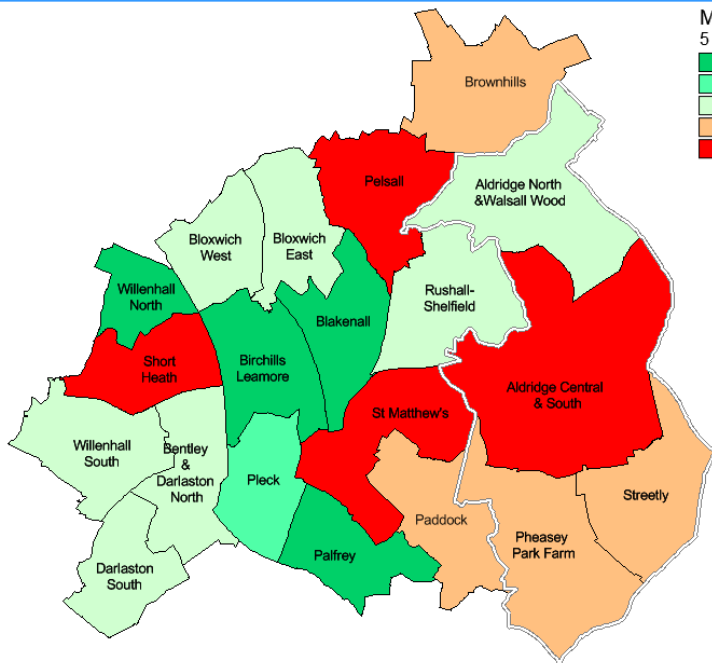 M
5
Brownhills
Pelsall
Aldridge North
&Walsall Wood
Bloxwich
West
Bloxwich
East
Willenhall
North
Rushall-
Shelfield
Blakenall
Short
Heath
Birchills
Leamore
Aldridge Central
& South
St Matthew's
Willenhall
South
Bentley
&
Darlaston
North
Pleck
Streetly
Paddock
Pheasey
Park Farm
Palfrey
Darlaston
South